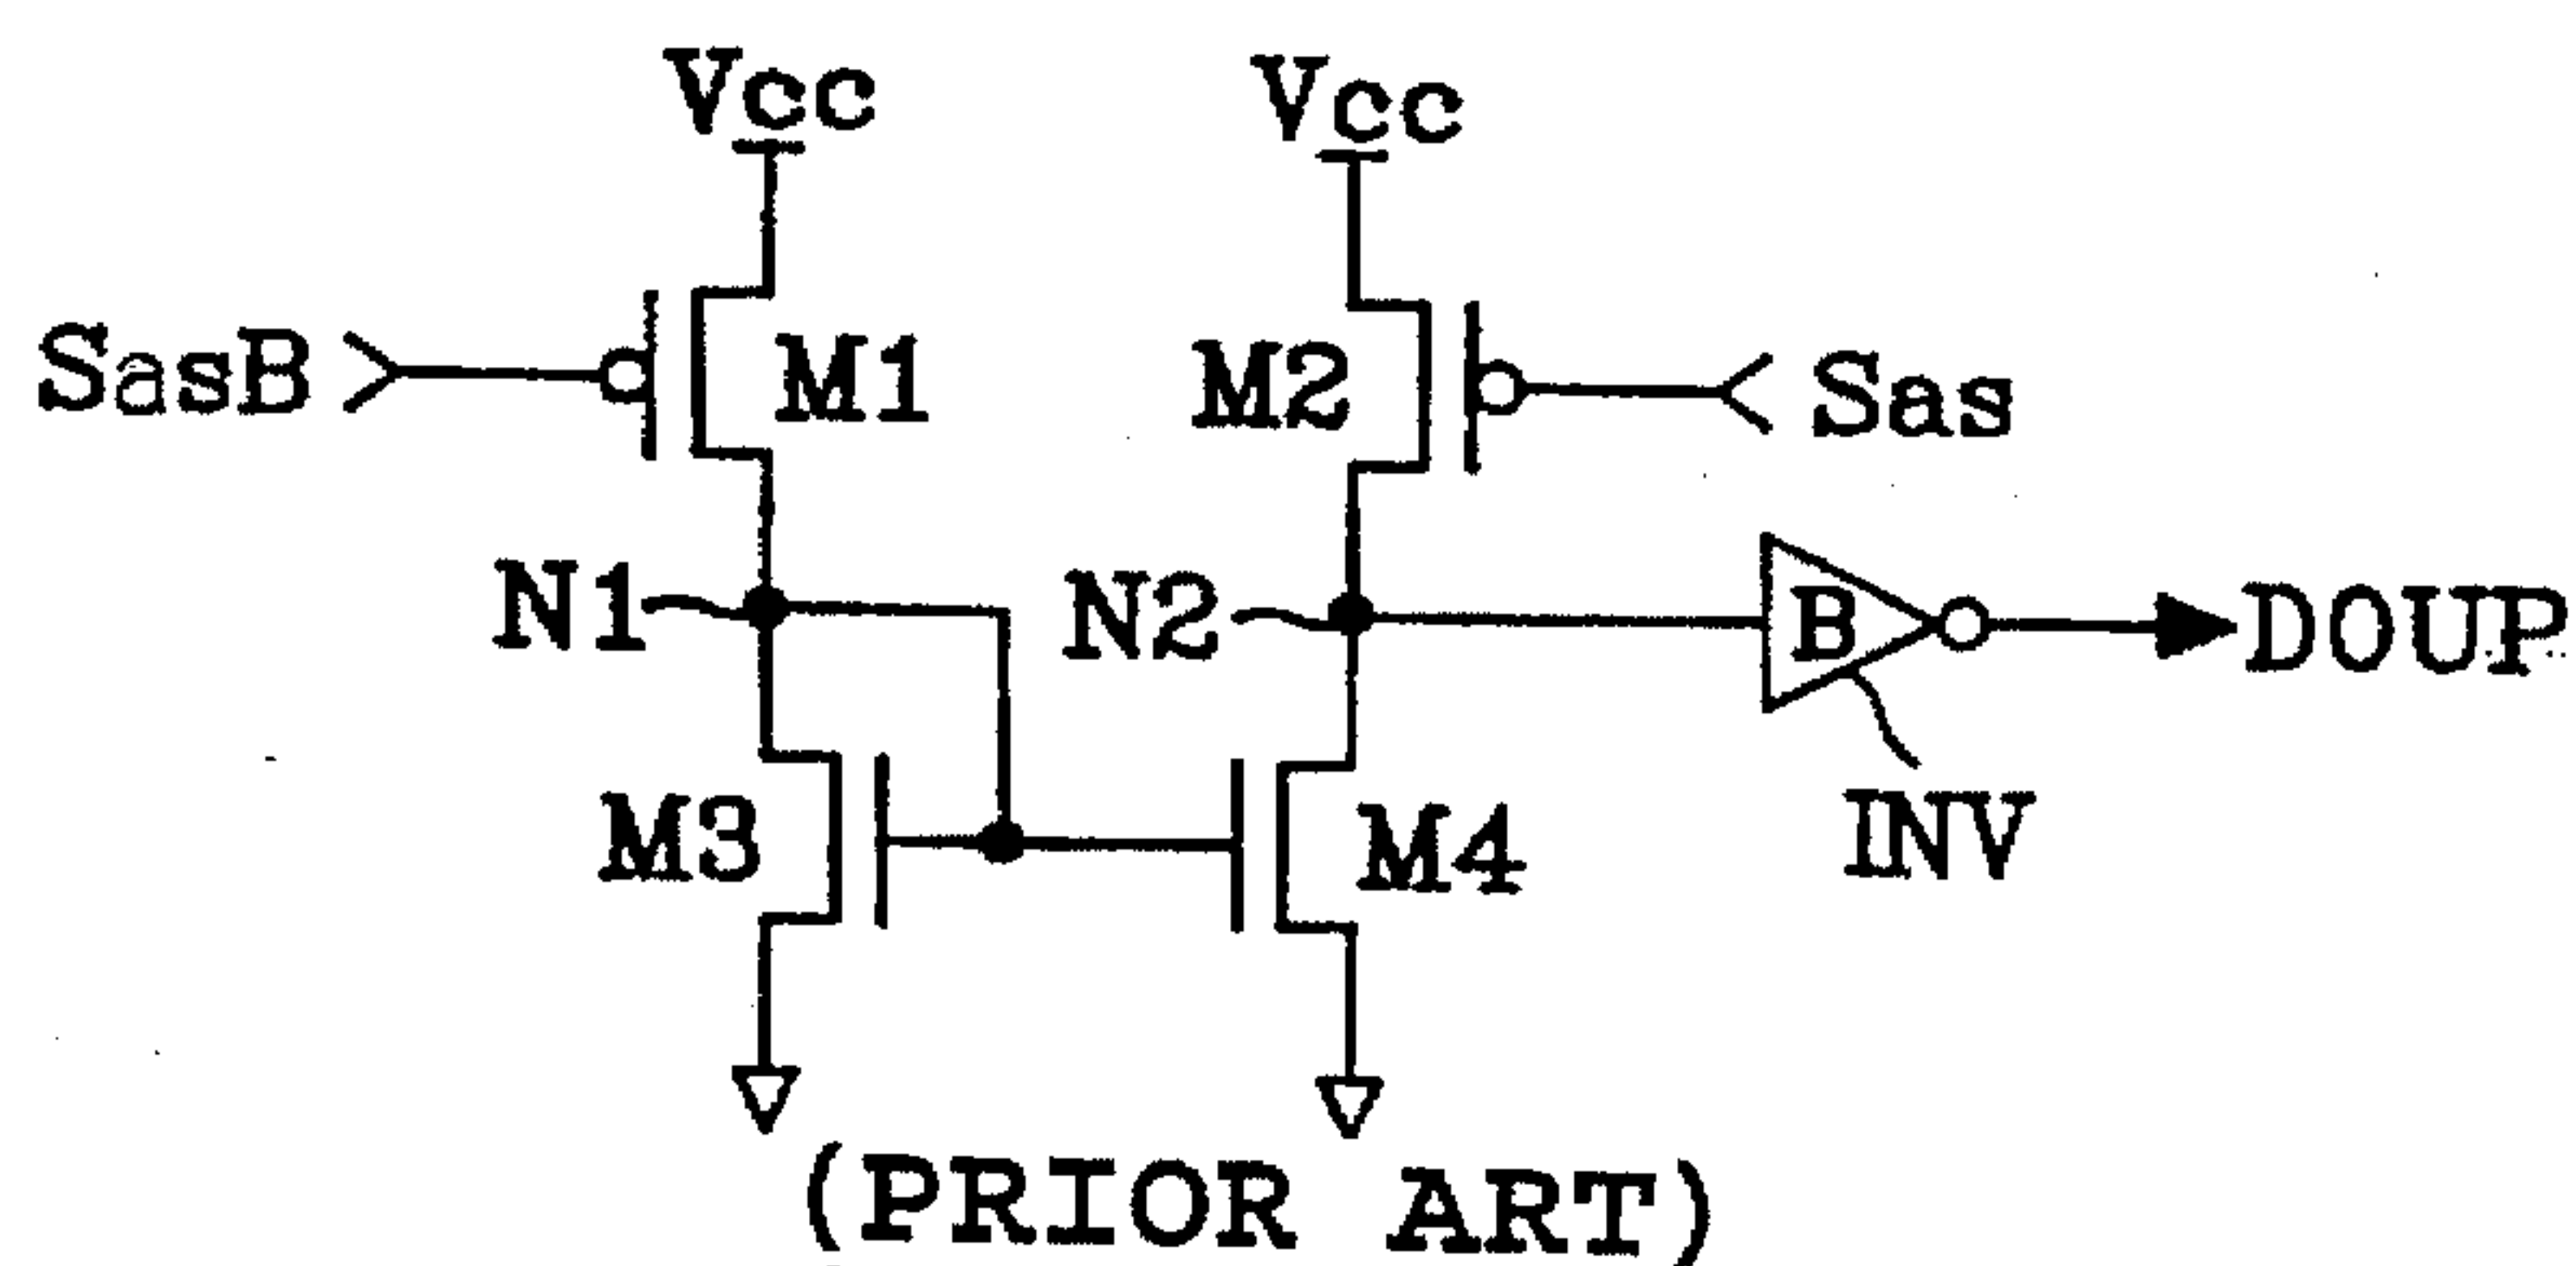 Vcc
Vcc
SasB
M1
M2
Sas
N1
N2
B
DOUP
M3
M4
INV
(PRIOR ART)